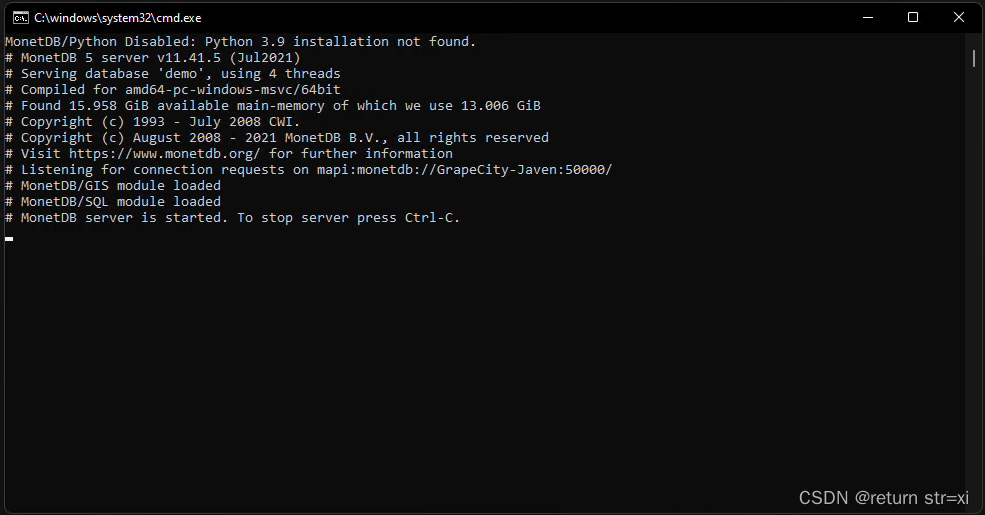 C:\windows\system32\cmd.exe
MonetDB/Python Disabled: Python 3.9 installation not found.
# MonetDB 5 server v11.41.5 (Jul2021)
# Serving database 'demo', using 4 threads
# Compiled for amd64-pc-windows-msvc/64bit
# Found 15.958 GiB available main-memory of which we use 13.006 GiB
# Copyright (c) 1993 - July 2008 CWI.
# Copyright (c) August 2008 - 2021 MonetDB B.V., all rights reserved
# Visit https://www.monetdb.org/ for further information
# Listening for connection requests on mapi:monetdb://GrapeCity-Javen:50000/
# MonetDB/GIS module loaded
# MonetDB/SQL module loaded
# MonetDB server is started. To stop server press Ctrl-C.
CSDN @return str=xi